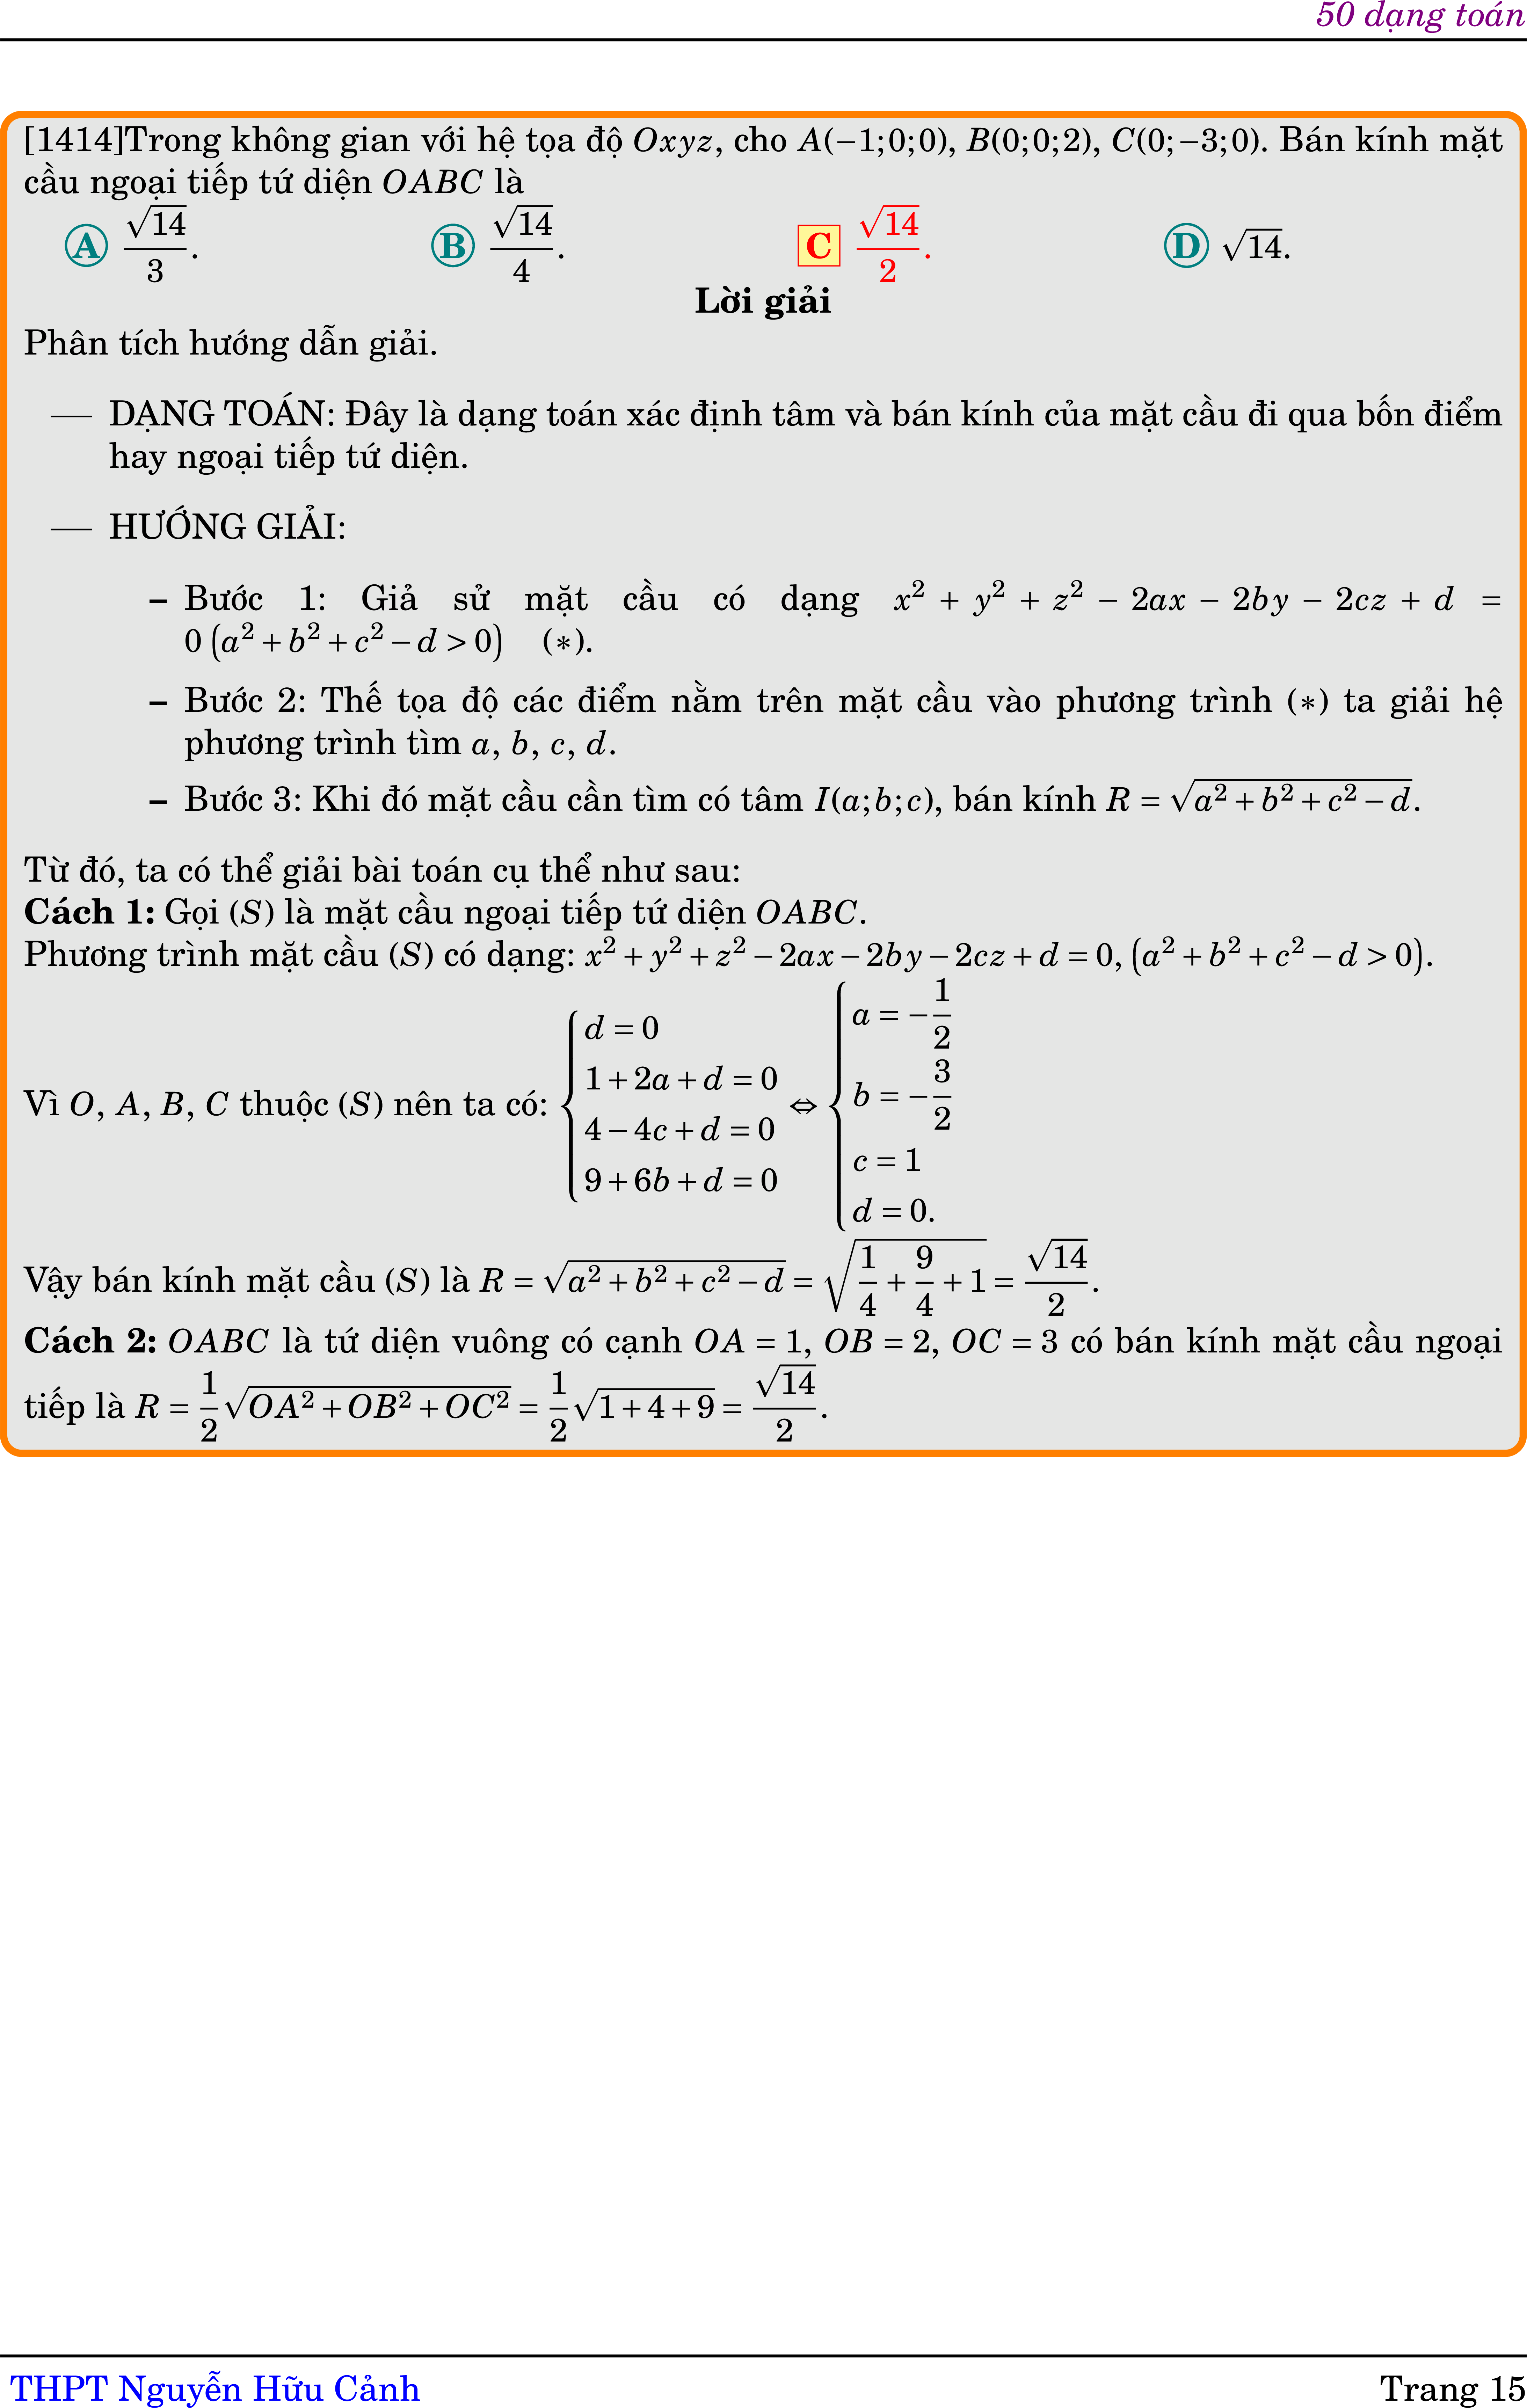 50 dạng toán
[1414]Trong không gian với hệ tọa độ Oxyz, cho A(−1;0;0), B(0;0;2), C(0;−3;0). Bán kính mặt
cầu ngoại tiếp tứ diện OABC là
A $\frac{\sqrt{14}}{3}$. B $\frac{\sqrt{14}}{4}$. C $\frac{\sqrt{14}}{2}$. D $\sqrt{14}$.
Lời giải
Phân tích hướng dẫn giải.
— DẠNG TOÁN: Đây là dạng toán xác định tâm và bán kính của mặt cầu đi qua bốn điểm
hay ngoại tiếp tứ diện.
— HƯỚNG GIẢI:
– Bước 1: Giả sử mặt cầu có dạng $x^2 + y^2 + z^2 − 2ax − 2by − 2cz + d =$
$0 (a^2 + b^2 + c^2 − d > 0)$ (∗).
– Bước 2: Thế tọa độ các điểm nằm trên mặt cầu vào phương trình (∗) ta giải hệ
phương trình tìm a, b, c, d.
– Bước 3: Khi đó mặt cầu cần tìm có tâm I(a;b;c), bán kính $R = \sqrt{a^2 + b^2 + c^2 − d}$.
Từ đó, ta có thể giải bài toán cụ thể như sau:
Cách 1: Gọi (S) là mặt cầu ngoại tiếp tứ diện OABC.
Phương trình mặt cầu (S) có dạng: $x^2 + y^2 + z^2 − 2ax − 2by − 2cz + d = 0$, $(a^2 + b^2 + c^2 − d > 0)$.
Vì O, A, B, C thuộc (S) nên ta có: $\begin{cases} d = 0 \\ 1 + 2a + d = 0 \\ 4 − 4c + d = 0 \\ 9 + 6b + d = 0 \end{cases} ⇔ \begin{cases} a = −\frac{1}{2} \\ b = −\frac{3}{2} \\ c = 1 \\ d = 0. \end{cases}$
Vậy bán kính mặt cầu (S) là $R = \sqrt{a^2 + b^2 + c^2 − d} = \sqrt{\frac{1}{4} + \frac{9}{4} + 1} = \frac{\sqrt{14}}{2}$.
Cách 2: OABC là tứ diện vuông có cạnh OA = 1, OB = 2, OC = 3 có bán kính mặt cầu ngoại
tiếp là $R = \frac{1}{2}\sqrt{OA^2 + OB^2 + OC^2} = \frac{1}{2}\sqrt{1 + 4 + 9} = \frac{\sqrt{14}}{2}$.
THPT Nguyễn Hữu Cảnh Trang 15